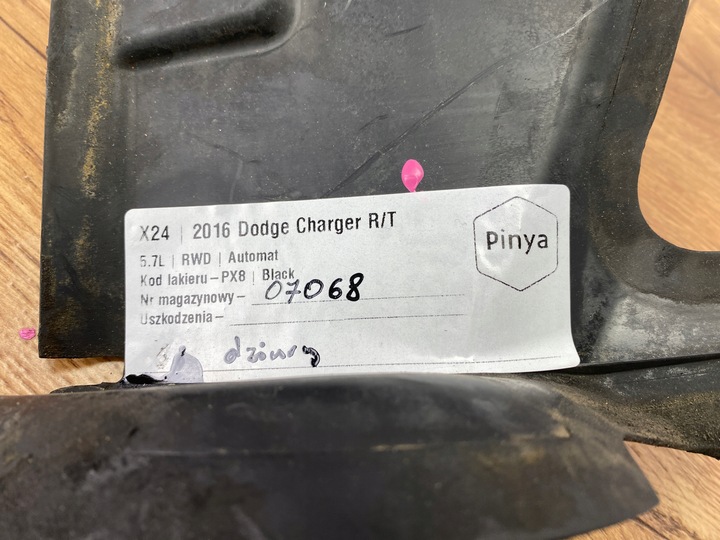 X24 | 2016 Dodge Charger R/T
Pinya
5.7L | RWD | Automat
Kod lakieru – PX8 | Black
Nr magazynowy – 07068
Uszkodzenia –
dziury